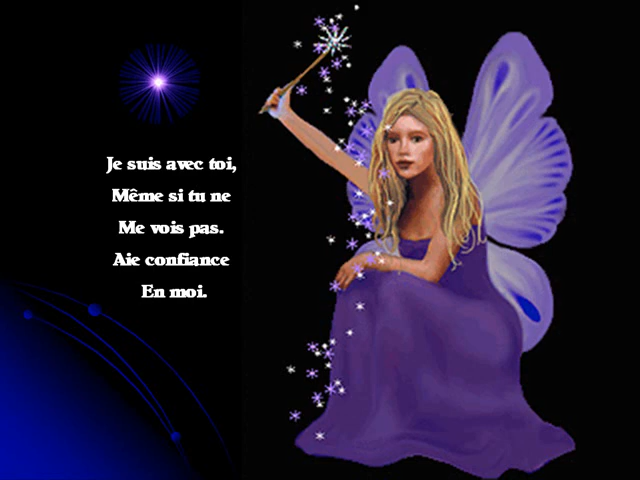 Je suis avec toi,
Même si tu ne
Me vois pas.
Aie confiance
En moi.